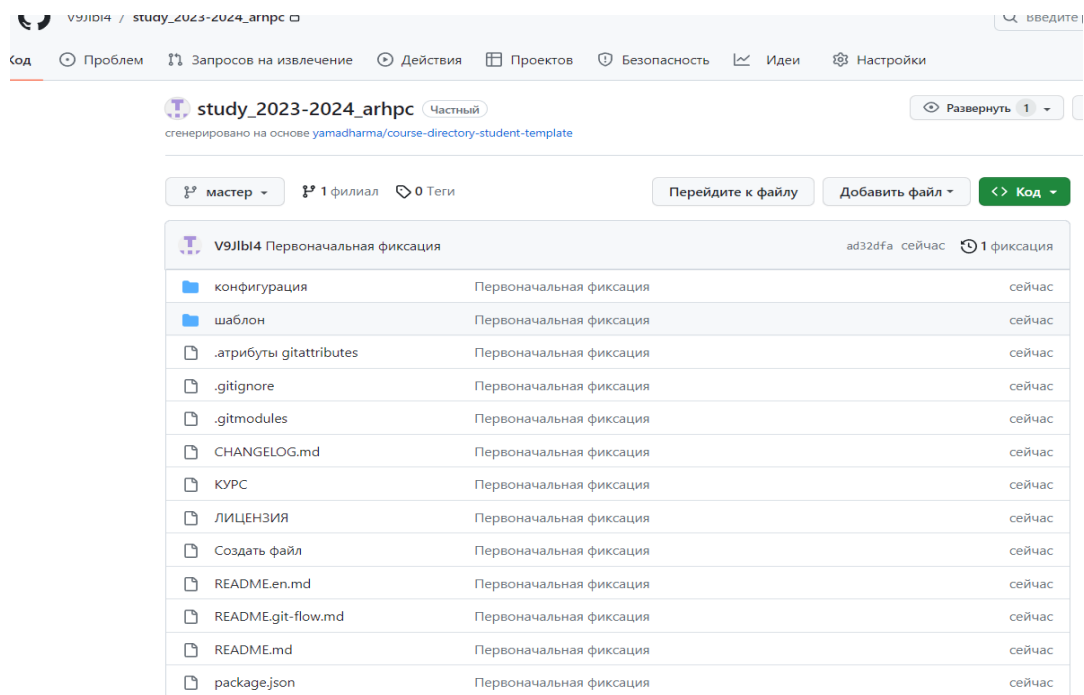 V9JlbI4 / study_2023-2024_arhpc
Введите
Код Проблем Запросов на извлечение Действия Проектов Безопасность Идеи Настройки
study_2023-2024_arhpc Частный
Развернуть 1
сгенерировано на основе yamadharma/course-directory-student-template
мастер 1 филиал 0 Теги Перейдите к файлу Добавить файл <> Код
V9JlbI4 Первоначальная фиксация ad32dfa сейчас 1 фиксация
конфигурация Первоначальная фиксация сейчас
шаблон Первоначальная фиксация сейчас
.атрибуты gitattributes Первоначальная фиксация сейчас
.gitignore Первоначальная фиксация сейчас
.gitmodules Первоначальная фиксация сейчас
CHANGELOG.md Первоначальная фиксация сейчас
КУРС Первоначальная фиксация сейчас
ЛИЦЕНЗИЯ Первоначальная фиксация сейчас
Создать файл Первоначальная фиксация сейчас
README.en.md Первоначальная фиксация сейчас
README.git-flow.md Первоначальная фиксация сейчас
README.md Первоначальная фиксация сейчас
package.json Первоначальная фиксация сейчас